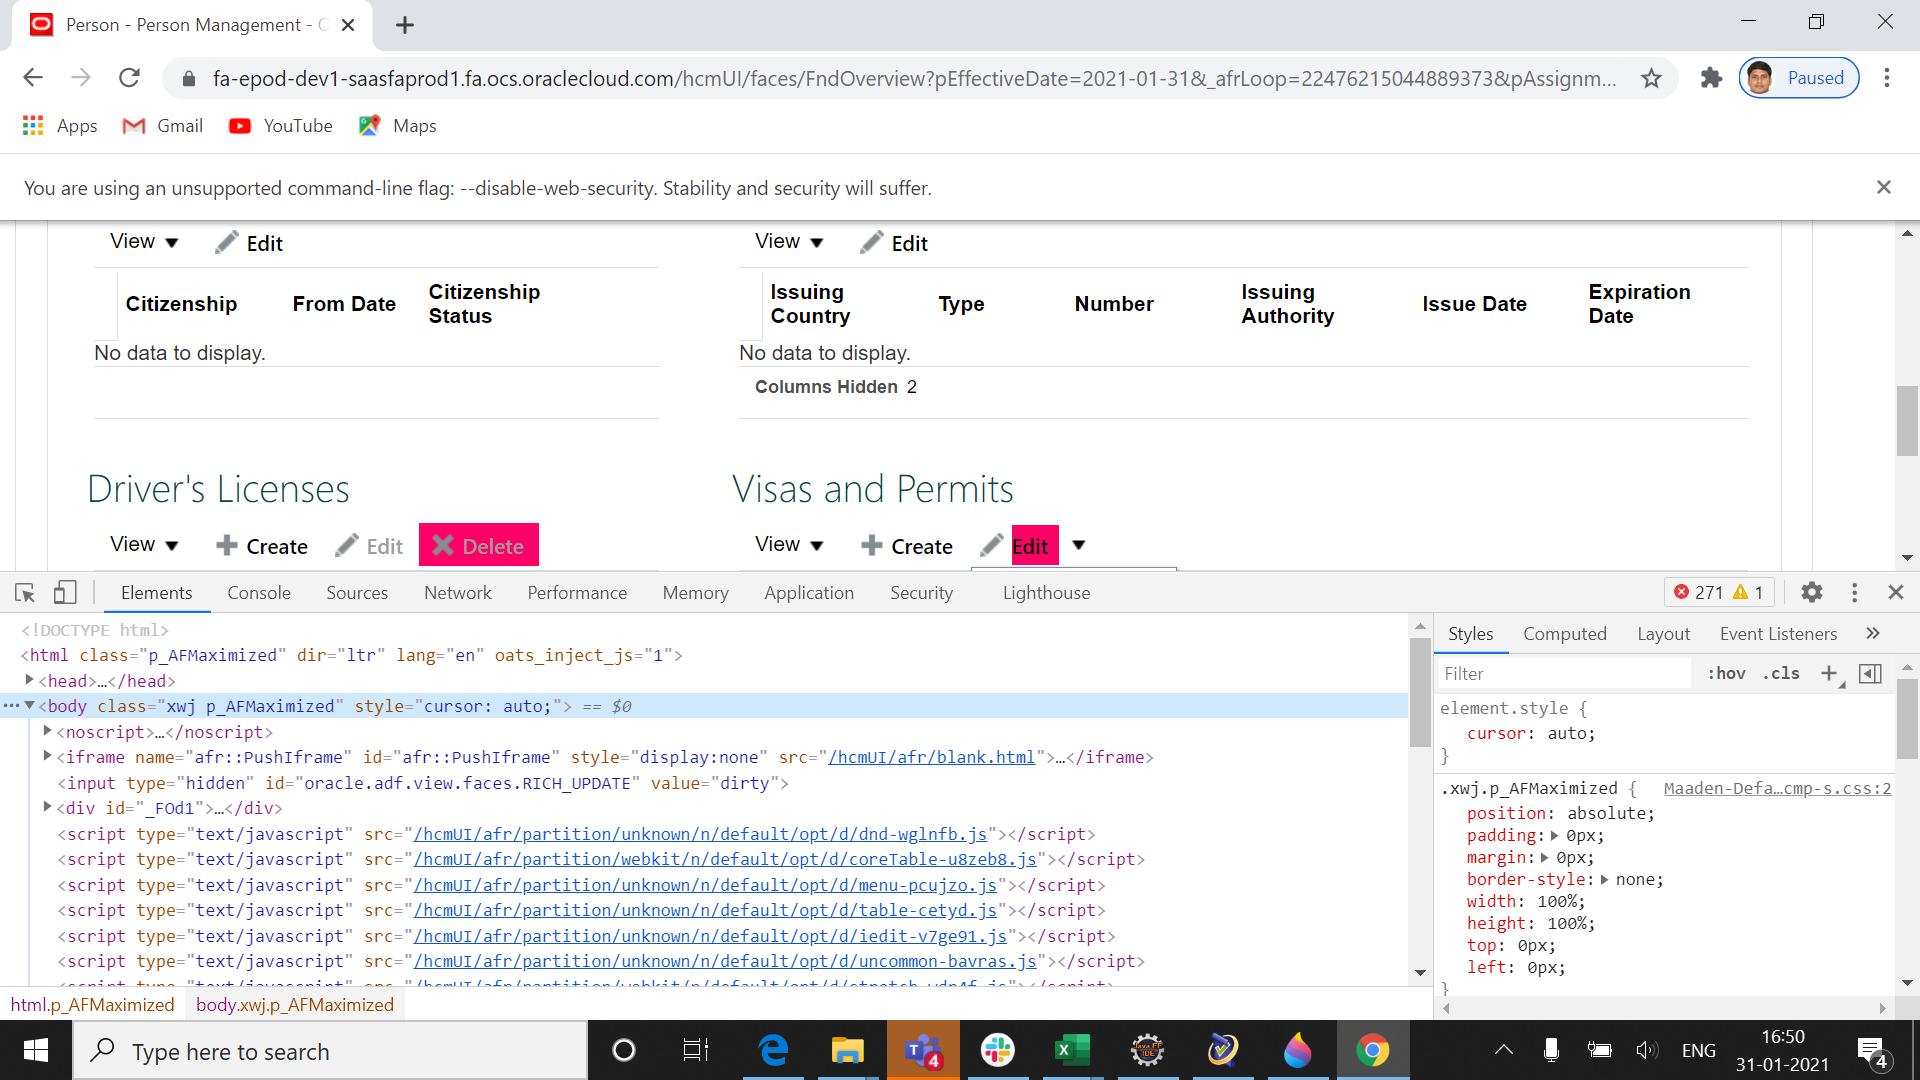 Person - Person Management - C
fa-epod-dev1-saasfaprod1.fa.ocs.oraclecloud.com/hcmUI/faces/FndOverview?pEffectiveDate=2021-01-31&_afrLoop=22476215044889373&pAssignm...
Paused
Apps Gmail YouTube Maps
You are using an unsupported command-line flag: --disable-web-security. Stability and security will suffer.
View Edit
View Edit
Citizenship From Date Citizenship Status
Issuing Country Type Number Issuing Authority Issue Date Expiration Date
No data to display.
No data to display.
Columns Hidden 2
Driver's Licenses
Visas and Permits
View Create Edit Delete
View Create Edit
Elements Console Sources Network Performance Memory Application Security Lighthouse 271 1
<!DOCTYPE html>
<html class="p_AFMaximized" dir="ltr" lang="en" oats_inject_js="1">
<head>…</head>
<body class="xwj p_AFMaximized" style="cursor: auto;"> == $0
<noscript>…</noscript>
<iframe name="afr::PushIframe" id="afr::PushIframe" style="display:none" src="/hcmUI/afr/blank.html">…</iframe>
<input type="hidden" id="oracle.adf.view.faces.RICH_UPDATE" value="dirty">
<div id="_FOd1">…</div>
<script type="text/javascript" src="/hcmUI/afr/partition/unknown/n/default/opt/d/dnd-wglnfb.js"></script>
<script type="text/javascript" src="/hcmUI/afr/partition/webkit/n/default/opt/d/coreTable-u8zeb8.js"></script>
<script type="text/javascript" src="/hcmUI/afr/partition/unknown/n/default/opt/d/menu-pcujzo.js"></script>
<script type="text/javascript" src="/hcmUI/afr/partition/unknown/n/default/opt/d/table-cetyd.js"></script>
<script type="text/javascript" src="/hcmUI/afr/partition/unknown/n/default/opt/d/iedit-v7ge91.js"></script>
<script type="text/javascript" src="/hcmUI/afr/partition/unknown/n/default/opt/d/uncommon-bavras.js"></script>
html.p_AFMaximized body.xwj.p_AFMaximized
Styles Computed Layout Event Listeners
Filter :hov .cls
element.style {
cursor: auto;
}
.xwj.p_AFMaximized { Maaden-Defa…cmp-s.css:2
position: absolute;
padding: 0px;
margin: 0px;
border-style: none;
width: 100%;
height: 100%;
top: 0px;
left: 0px;
}
Type here to search
4
Java EE IDE
ENG
16:50
31-01-2021
4